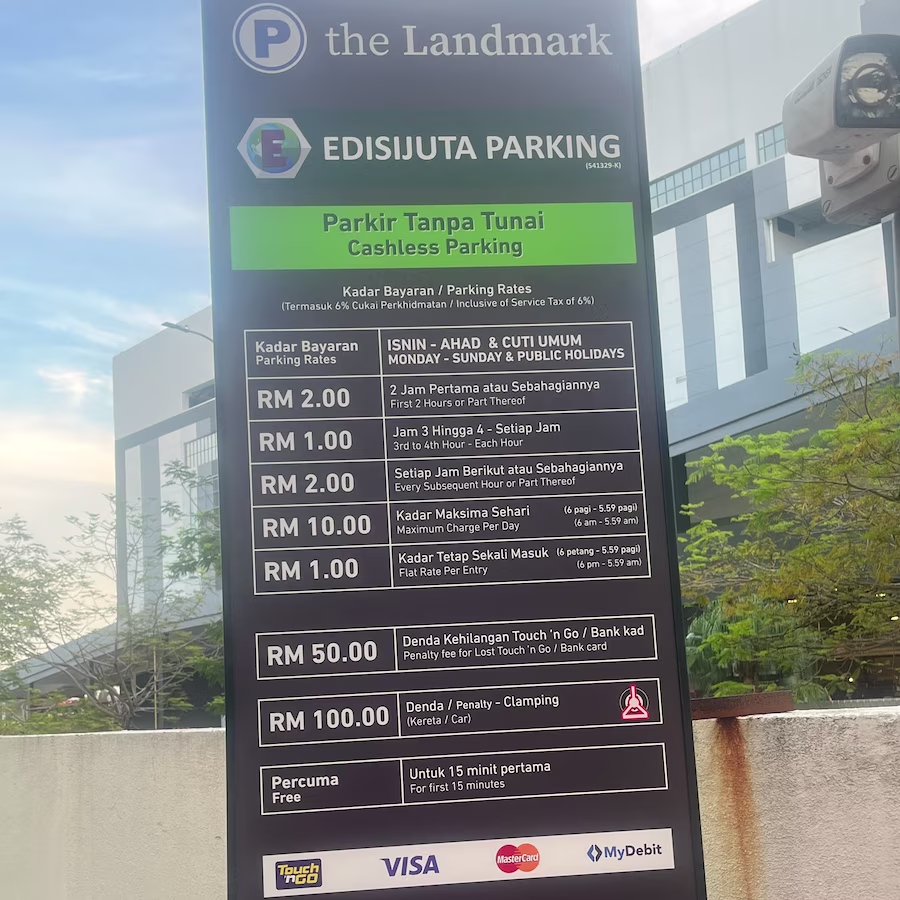 P the Landmark
E EDISIJUTA PARKING
(541329-K)
Parkir Tanpa Tunai
Cashless Parking
Kadar Bayaran / Parking Rates
(Termasuk 6% Cukai Perkhidmatan / Inclusive of Service Tax of 6%)
Kadar Bayaran
Parking Rates
ISNIN - AHAD & CUTI UMUM
MONDAY - SUNDAY & PUBLIC HOLIDAYS
RM 2.00
2 Jam Pertama atau Sebahagiannya
First 2 Hours or Part Thereof
RM 1.00
Jam 3 Hingga 4 - Setiap Jam
3rd to 4th Hour - Each Hour
RM 2.00
Setiap Jam Berikut atau Sebahagiannya
Every Subsequent Hour or Part Thereof
RM 10.00
Kadar Maksima Sehari (6 pagi - 5.59 pagi)
Maximum Charge Per Day (6 am - 5.59 am)
RM 1.00
Kadar Tetap Sekali Masuk (6 petang - 5.59 pagi)
Flat Rate Per Entry (6 pm - 5.59 am)
RM 50.00
Denda Kehilangan Touch 'n Go / Bank kad
Penalty fee for Lost Touch 'n Go / Bank card
RM 100.00
Denda / Penalty - Clamping
(Kereta / Car)
Percuma
Free
Untuk 15 minit pertama
For first 15 minutes
Touch 'n GO VISA MasterCard MyDebit